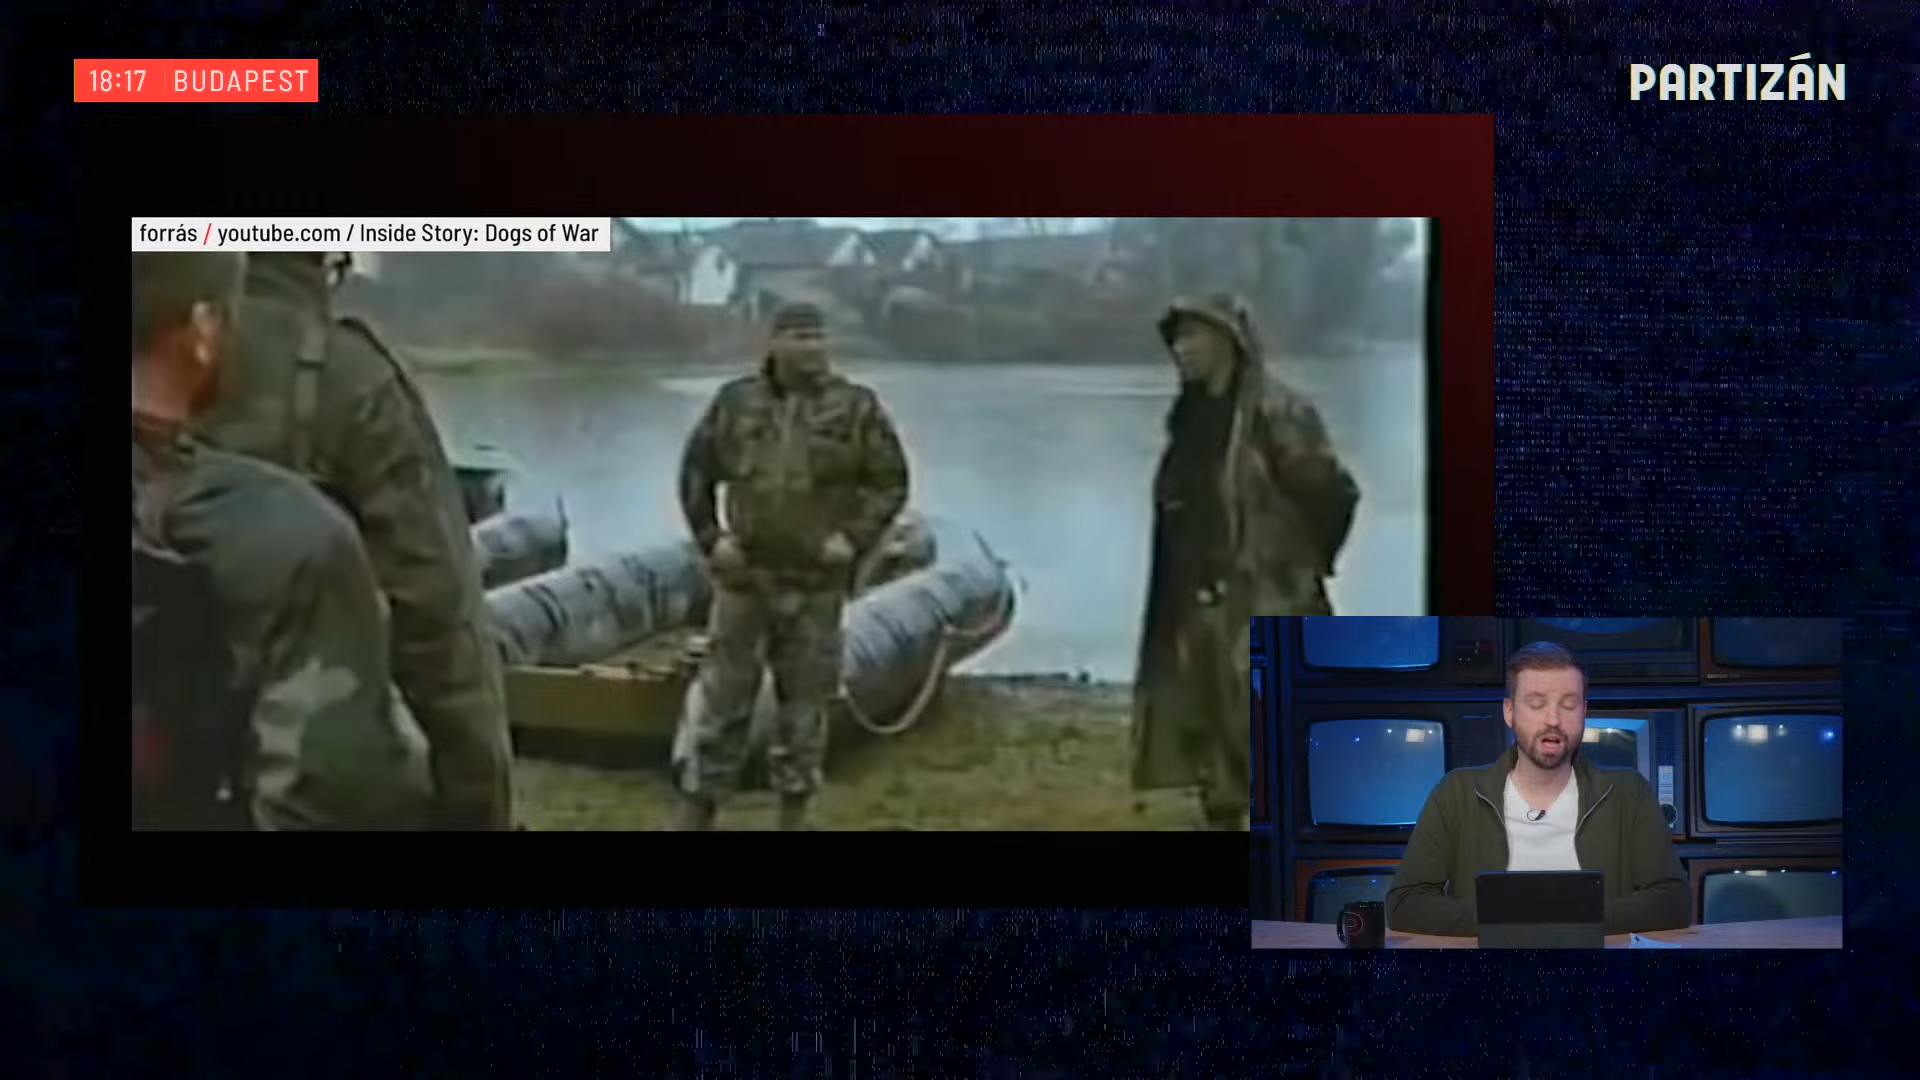 18:17 BUDAPEST
PARTIZÁN
forrás / youtube.com / Inside Story: Dogs of War